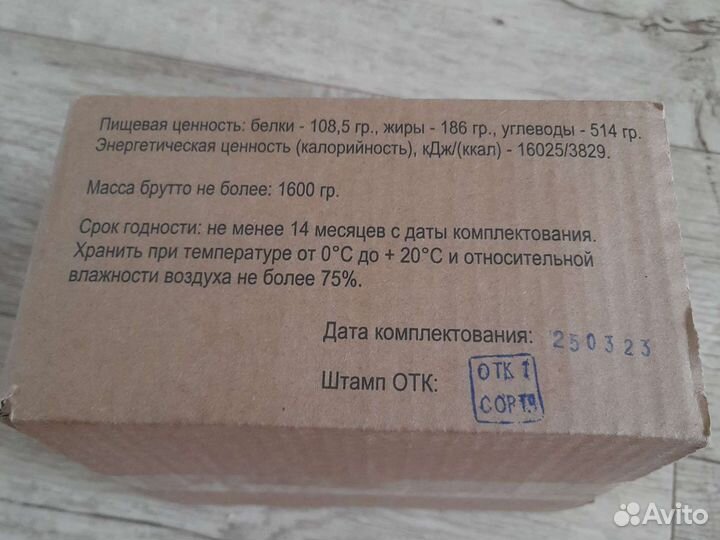 Пищевая ценность: белки - 108,5 гр., жиры - 186 гр., углеводы - 514 гр.
Энергетическая ценность (калорийность), кДж/(ккал) - 16025/3829.
Масса брутто не более: 1600 гр.
Срок годности: не менее 14 месяцев с даты комплектования.
Хранить при температуре от 0°С до + 20°С и относительной
влажности воздуха не более 75%.
Дата комплектования: 250323
Штамп ОТК: ОТК 1
СОРТ
Avito